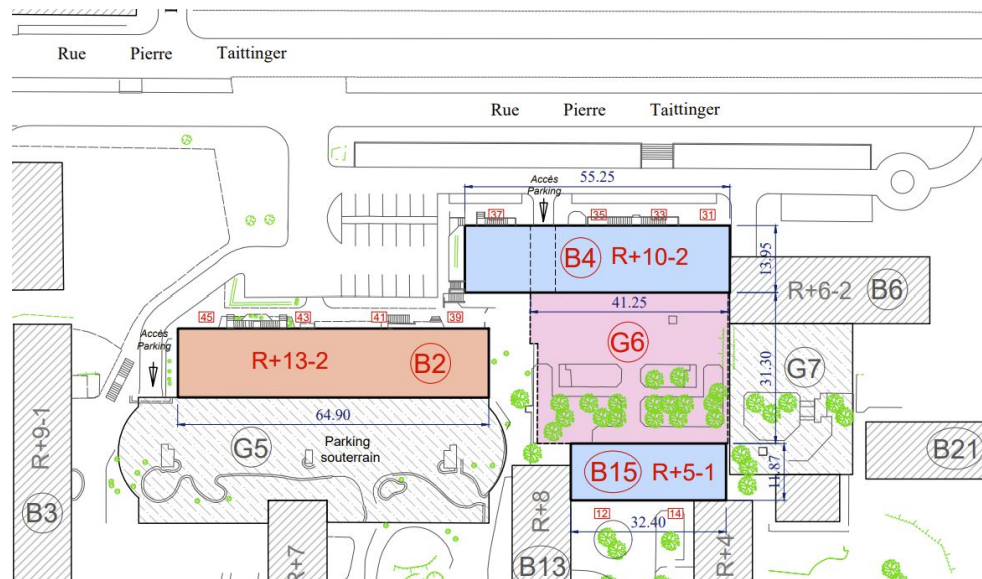 Rue Pierre Taittinger
Rue Pierre Taittinger
Accès
Parking
55.25
37
35
33
31
B4 R+10-2
13.95
R+6-2 B6
41.25
45
43
41
39
Accès
Parking
R+13-2 B2
G6
31.30
G7
64.90
R+9-1
B3
G5
Parking
souterrain
B15 R+5-1
11.87
B21
R+8
B13
12
14
32.40
R+7
R+4